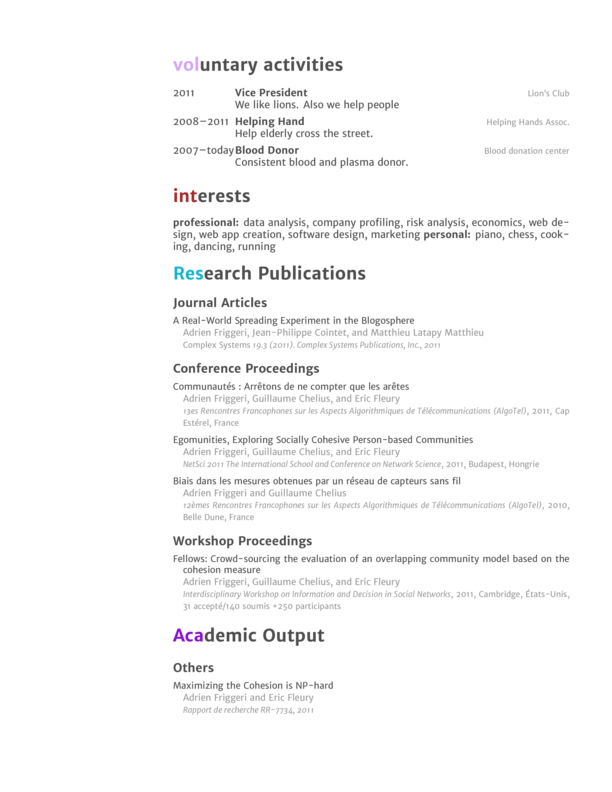 voluntary activities
2011 Vice President Lion's Club
We like lions. Also we help people
2008–2011 Helping Hand Helping Hands Assoc.
Help elderly cross the street.
2007–today Blood Donor Blood donation center
Consistent blood and plasma donor.
interests
professional: data analysis, company profiling, risk analysis, economics, web de-
sign, web app creation, software design, marketing personal: piano, chess, cook-
ing, dancing, running
Research Publications
Journal Articles
A Real-World Spreading Experiment in the Blogosphere
Adrien Friggeri, Jean-Philippe Cointet, and Matthieu Latapy Matthieu
Complex Systems 19.3 (2011). Complex Systems Publications, Inc., 2011
Conference Proceedings
Communautés : Arrêtons de ne compter que les arêtes
Adrien Friggeri, Guillaume Chelius, and Eric Fleury
13es Rencontres Francophones sur les Aspects Algorithmiques de Télécommunications (AlgoTel), 2011, Cap
Estérel, France
Egomunities, Exploring Socially Cohesive Person-based Communities
Adrien Friggeri, Guillaume Chelius, and Eric Fleury
NetSci 2011 The International School and Conference on Network Science, 2011, Budapest, Hongrie
Biais dans les mesures obtenues par un réseau de capteurs sans fil
Adrien Friggeri and Guillaume Chelius
12èmes Rencontres Francophones sur les Aspects Algorithmiques de Télécommunications (AlgoTel), 2010,
Belle Dune, France
Workshop Proceedings
Fellows: Crowd-sourcing the evaluation of an overlapping community model based on the
cohesion measure
Adrien Friggeri, Guillaume Chelius, and Eric Fleury
Interdisciplinary Workshop on Information and Decision in Social Networks, 2011, Cambridge, États-Unis,
31 accepté/140 soumis +250 participants
Academic Output
Others
Maximizing the Cohesion is NP-hard
Adrien Friggeri and Eric Fleury
Rapport de recherche RR-7734, 2011